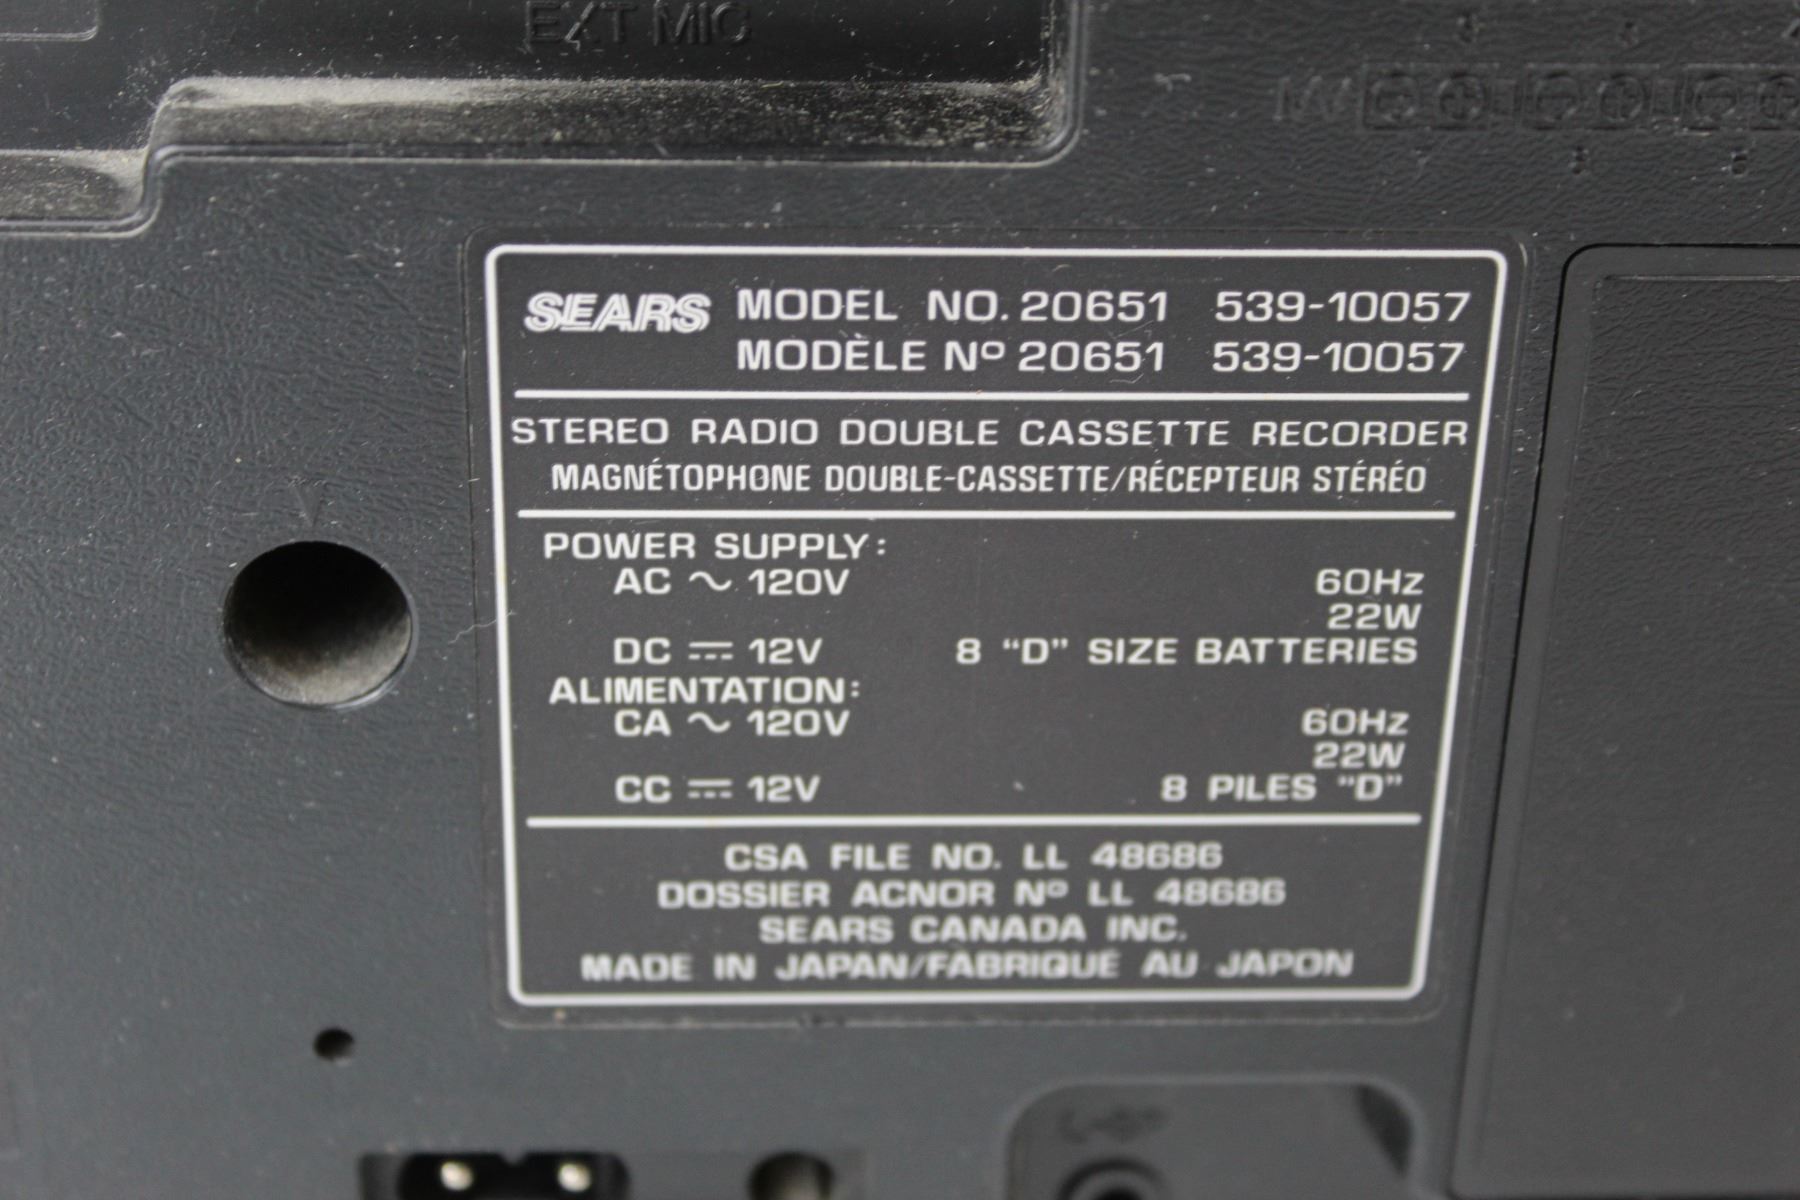 EXT MIC
SEARS MODEL NO. 20651 539-10057
MODÈLE Nº 20651 539-10057
STEREO RADIO DOUBLE CASSETTE RECORDER
MAGNÉTOPHONE DOUBLE-CASSETTE/RÉCEPTEUR STÉRÉO
POWER SUPPLY:
AC ~ 120V 60Hz
22W
DC ⎓ 12V 8 “D” SIZE BATTERIES
ALIMENTATION:
CA ~ 120V 60Hz
22W
CC ⎓ 12V 8 PILES “D”
CSA FILE NO. LL 48686
DOSSIER ACNOR Nº LL 48686
SEARS CANADA INC.
MADE IN JAPAN/FABRIQUÉ AU JAPON